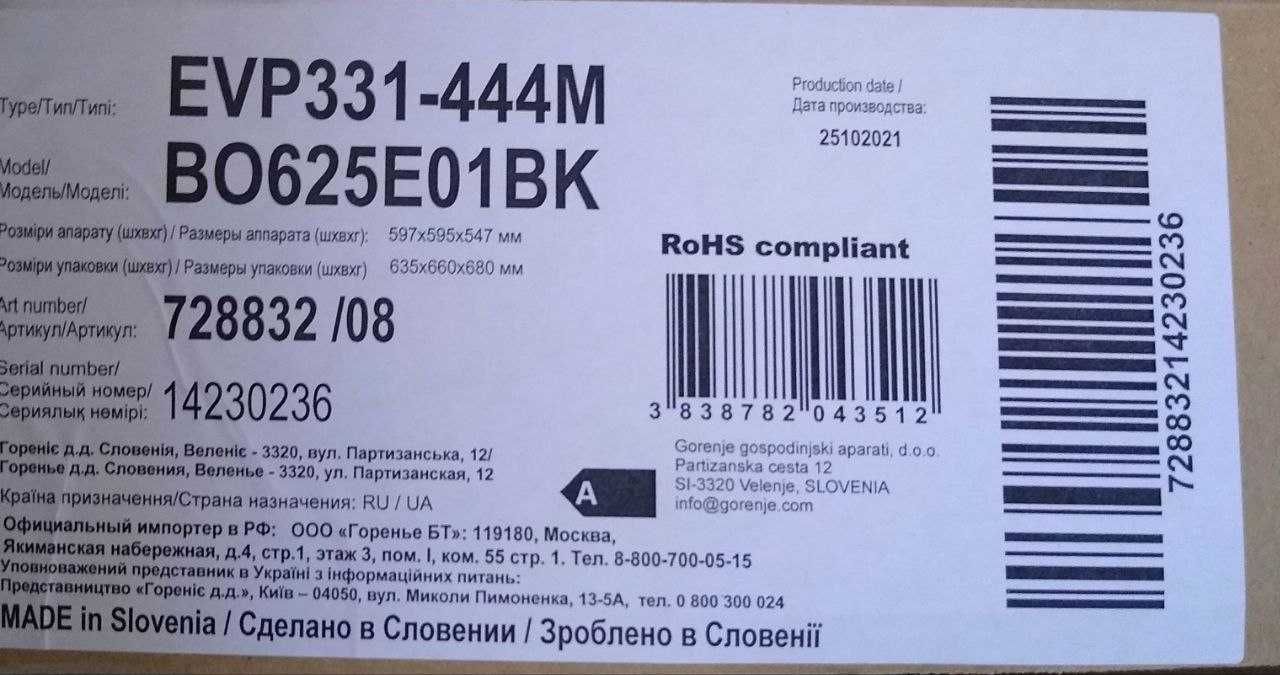 Type/Тип/Типі: EVP331-444M
Model/
Модель/Моделі: BO625E01BK
Розміри апарату (шхвхг) / Размеры аппарата (шхвхг): 597x595x547 мм
Розміри упаковки (шхвхг) / Размеры упаковки (шхвхг) 635x660x680 мм
Art number/
Артикул/Артикул: 728832 /08
Serial number/
Серийный номер/
Сериялық нөмірі: 14230236
Гореніє д.д. Словенія, Веленіє - 3320, вул. Партизанська, 12/
Горенье д.д. Словения, Веленье - 3320, ул. Партизанская, 12
Країна призначення/Страна назначения: RU / UA
Официальный импортер в РФ: ООО «Горенье БТ»: 119180, Москва,
Якиманская набережная, д.4, стр.1, этаж 3, пом. I, ком. 55 стр. 1. Тел. 8-800-700-05-15
Уповноважений представник в Україні з інформаційних питань:
Представництво «Гореніє д.д.», Київ – 04050, вул. Миколи Пимоненка, 13-5А, тел. 0 800 300 024
MADE in Slovenia / Сделано в Словении / Зроблено в Словенії
Production date /
Дата производства:
25102021
RoHS compliant
3 838782 043512
Gorenje gospodinjski aparati, d.o.o.
Partizanska cesta 12
SI-3320 Velenje, SLOVENIA
info@gorenje.com
A
72883214230236